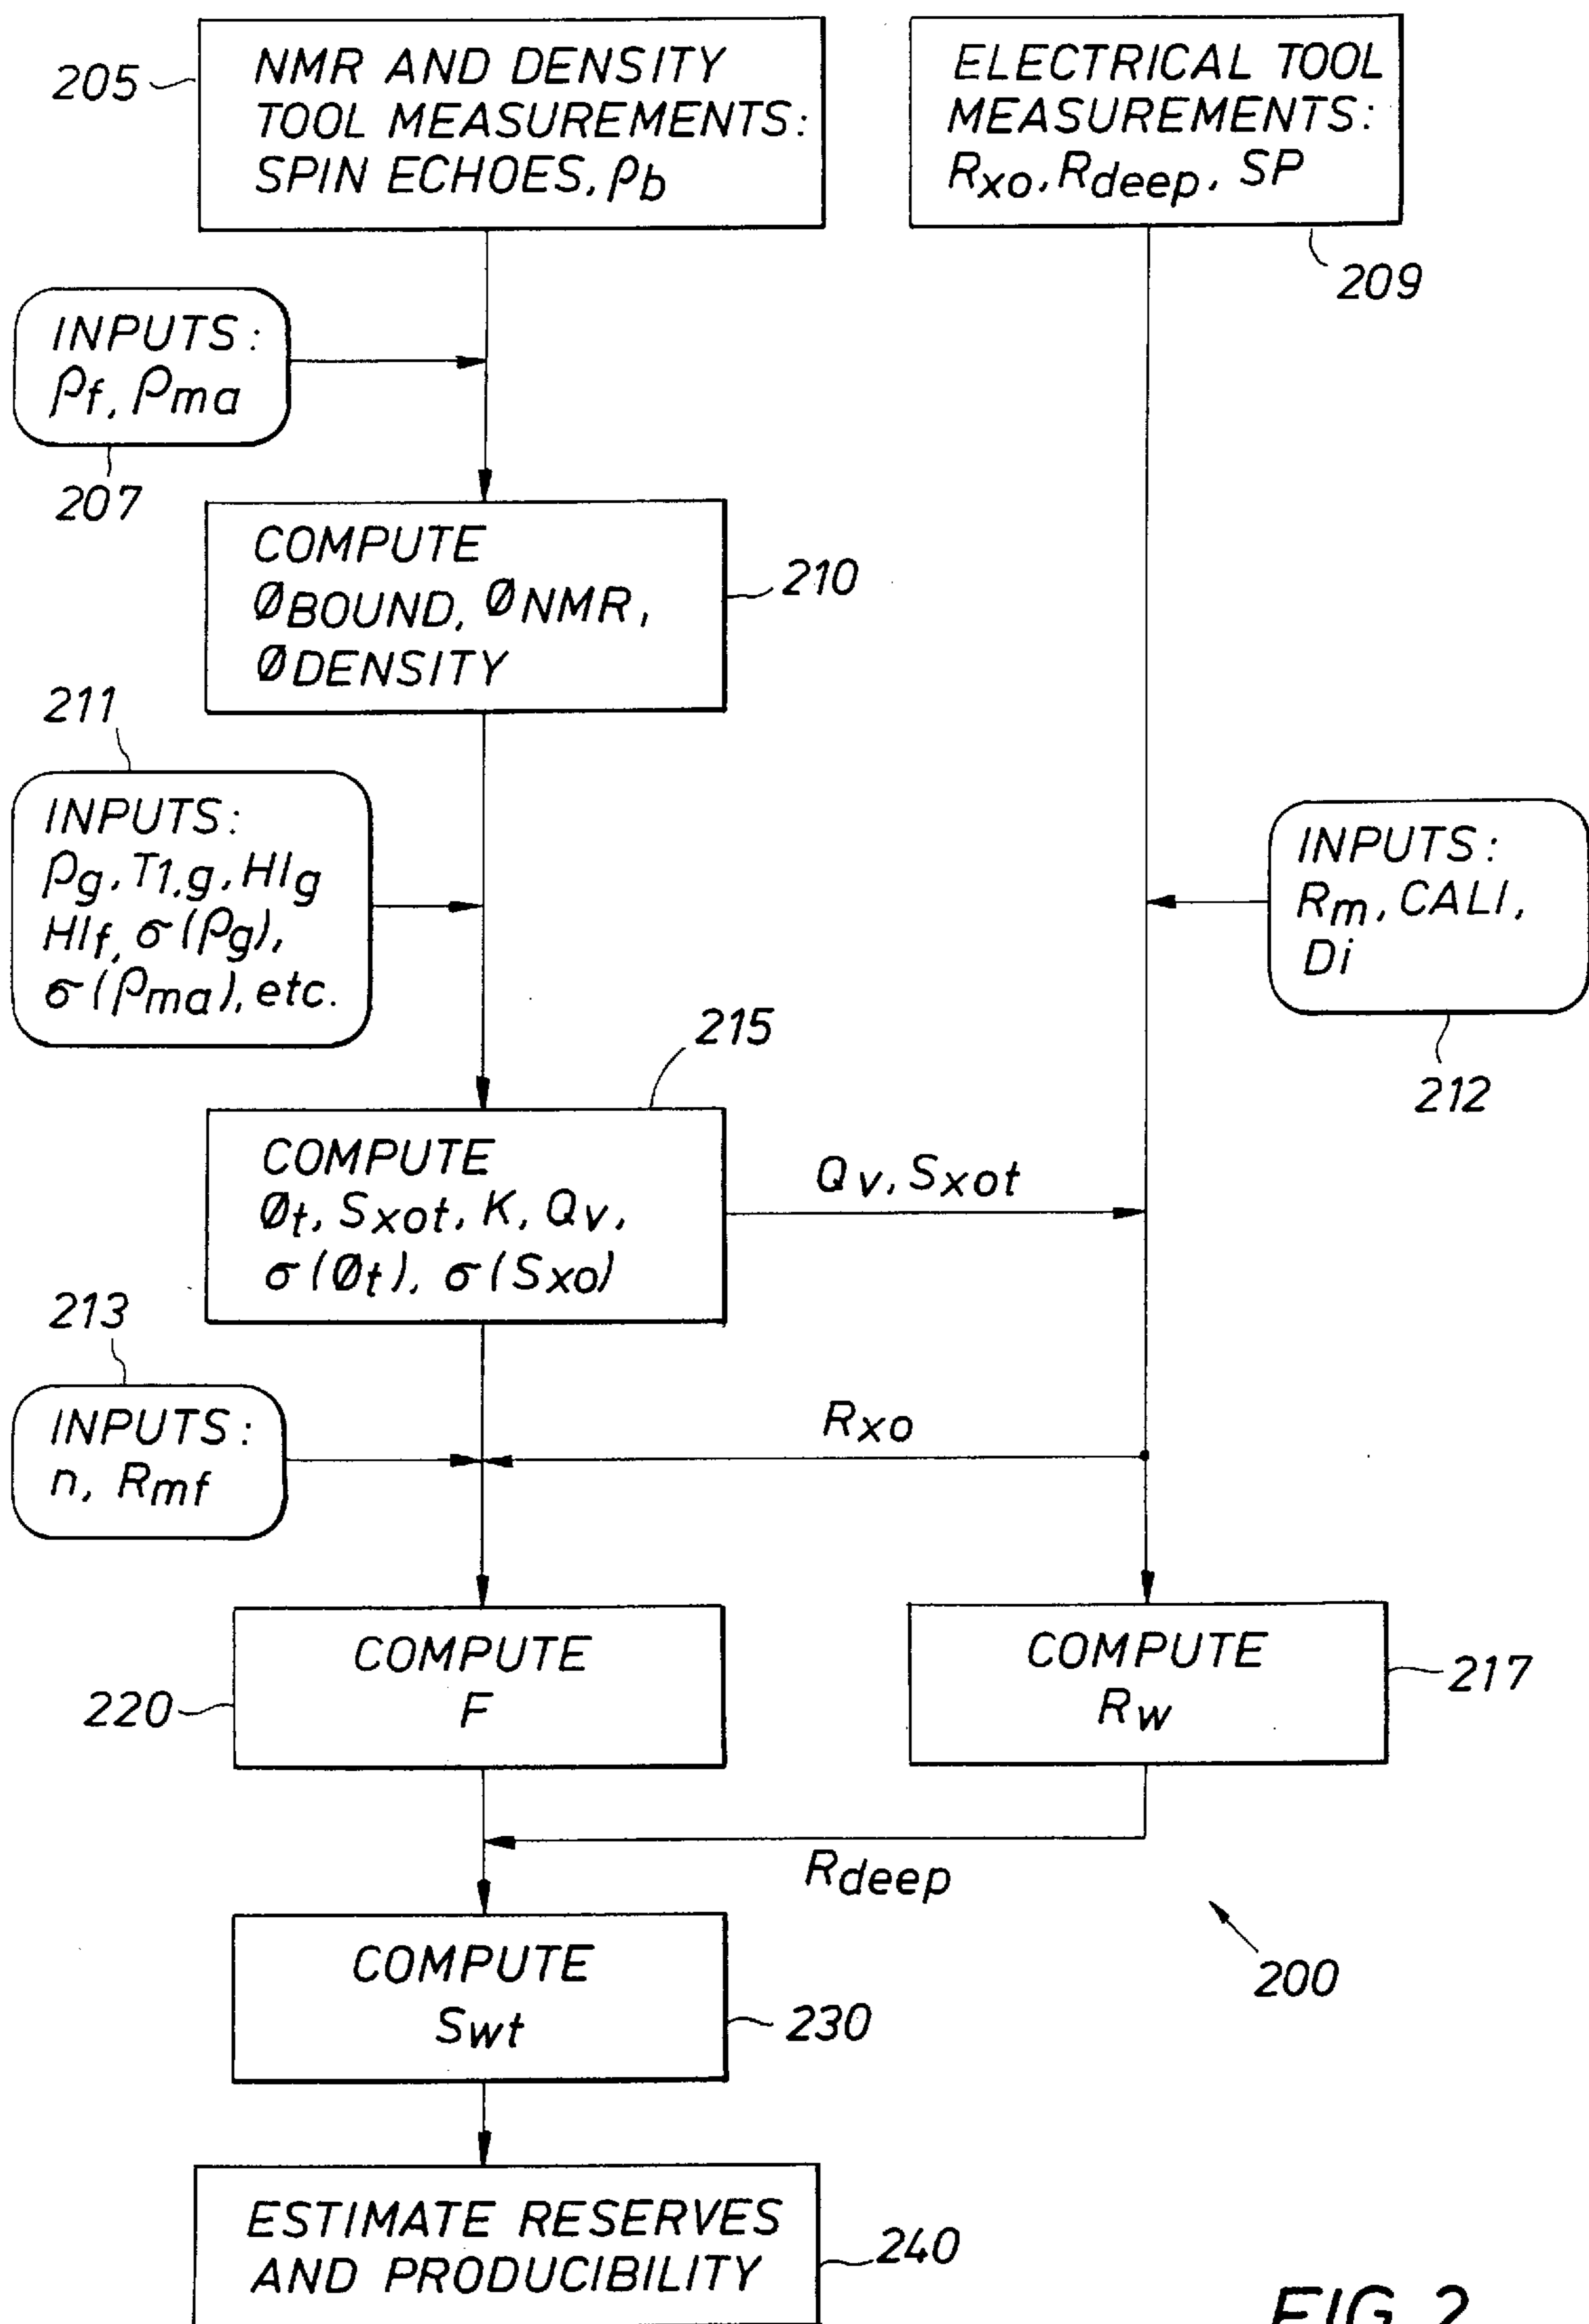 205
NMR AND DENSITY
TOOL MEASUREMENTS:
SPIN ECHOES, ρb
ELECTRICAL TOOL
MEASUREMENTS:
Rxo, Rdeep, SP
209
INPUTS:
ρf, ρma
207
COMPUTE
ØBOUND, ØNMR,
ØDENSITY
210
211
INPUTS:
ρg, T1,g, HIg
HIf, σ(ρg),
σ(ρma), etc.
INPUTS:
Rm, CALI,
Di
212
215
COMPUTE
Øt, Sxot, K, Qv,
σ(Øt), σ(Sxo)
Qv, Sxot
213
INPUTS:
n, Rmf
Rxo
COMPUTE
F
220
COMPUTE
Rw
217
Rdeep
COMPUTE
Swt
230
200
ESTIMATE RESERVES
AND PRODUCIBILITY
240
FIG. 2